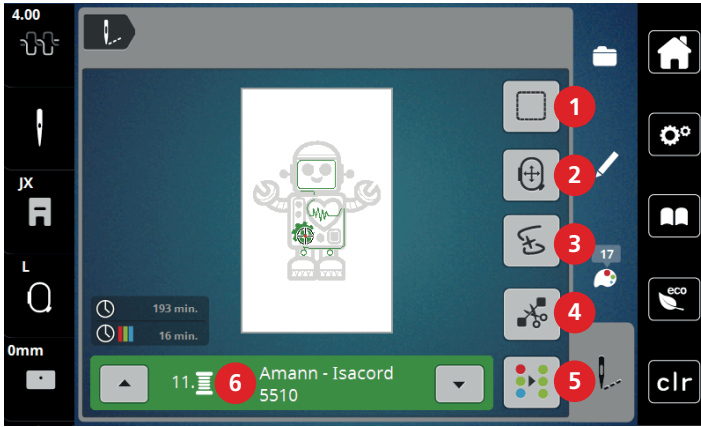 4.00
JX
L
0mm
193 min.
16 min.
11.
Amann - Isacord
5510
1
2
3
4
5
6
17
eco
clr